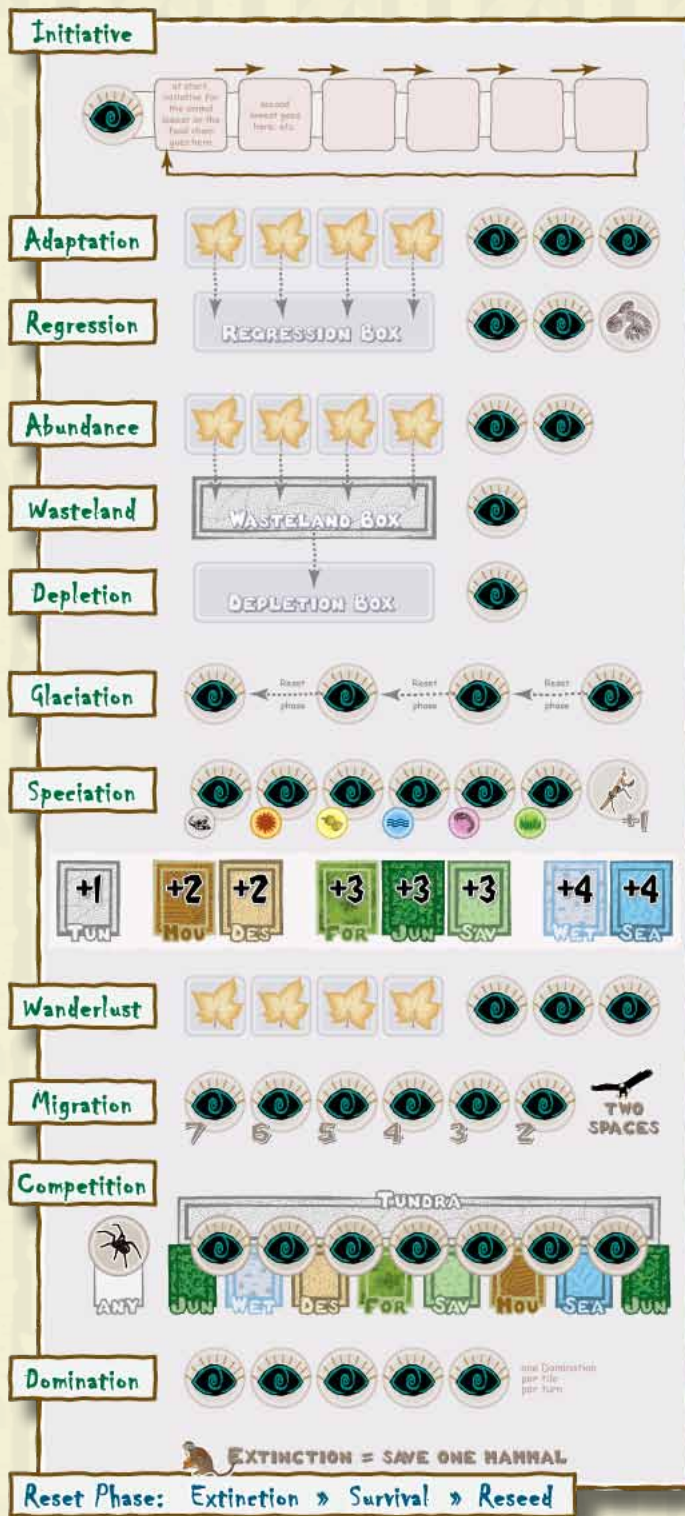 Initiative
at start,
initiative for
the animal
lowest on the
food chain
goes here
second
lowest goes
here, etc.
Adaptation
Regression
REGRESSION BOX
Abundance
Wasteland
WASTELAND BOX
Depletion
DEPLETION BOX
Glaciation
Reset
phase
Reset
phase
Reset
phase
Speciation
+1
+1
TUN
+2
MOU
+2
DES
+3
FOR
+3
JUN
+3
SAV
+4
WET
+4
SEA
Wanderlust
Migration
7 6 5 4 3 2
TWO
SPACES
Competition
TUNDRA
ANY JUN WET DES FOR SAV MOU SEA JUN
Domination
one Domination
per tile
per turn
EXTINCTION = SAVE ONE MAMMAL
Reset Phase: Extinction » Survival » Reseed